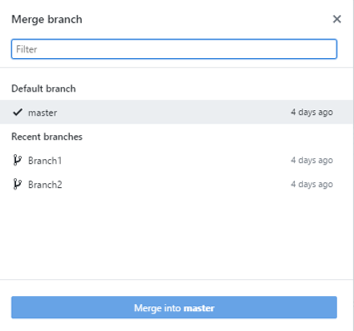 Merge branch
Filter
Default branch
master 4 days ago
Recent branches
Branch1 4 days ago
Branch2 4 days ago
Merge into master